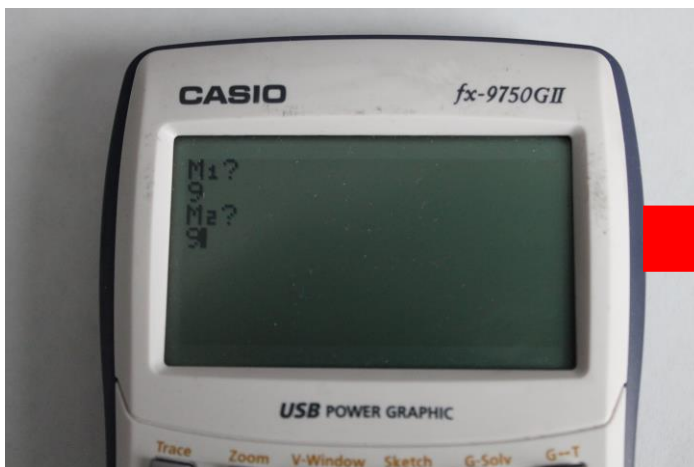 CASIO
fx-9750GII
M1?
9
M2?
9
USB POWER GRAPHIC
Trace Zoom V-Window Sketch G-Solv G↔T